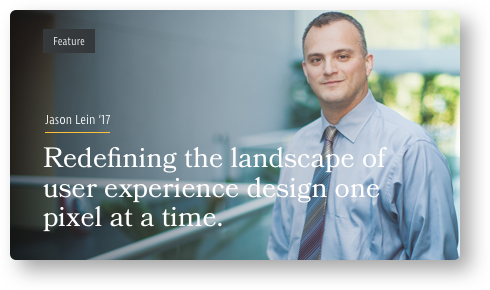 Feature
Jason Lein ‘17
Redefining the landscape of
user experience design one
pixel at a time.